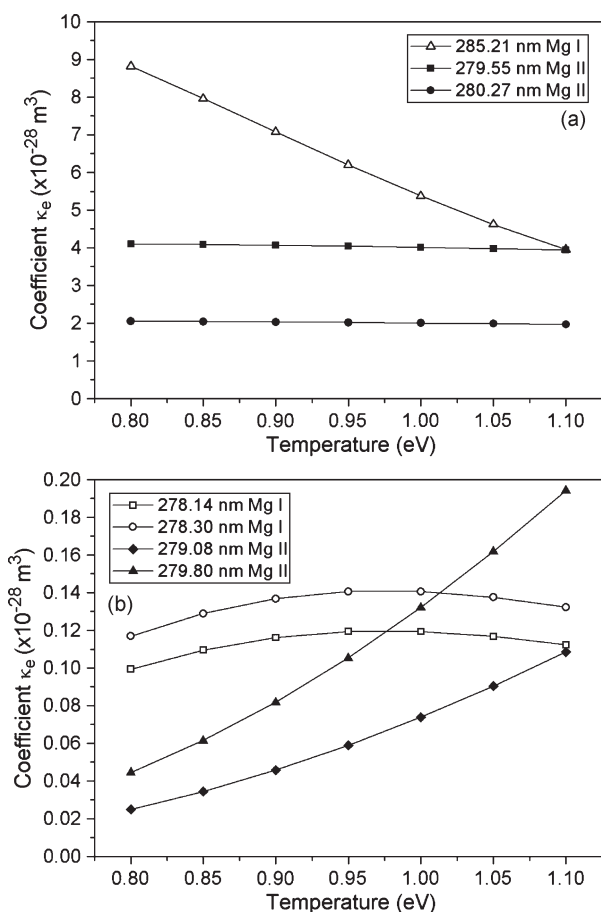 10
9
8
7
6
5
4
3
2
1
0
Coefficient κe (x10⁻²⁸ m³)
285.21 nm Mg I
279.55 nm Mg II
280.27 nm Mg II
(a)
0.80 0.85 0.90 0.95 1.00 1.05 1.10
Temperature (eV)
0.20
0.18
0.16
0.14
0.12
0.10
0.08
0.06
0.04
0.02
0.00
Coefficient κe (x10⁻²⁸ m³)
278.14 nm Mg I
278.30 nm Mg I
279.08 nm Mg II
279.80 nm Mg II
(b)
0.80 0.85 0.90 0.95 1.00 1.05 1.10
Temperature (eV)